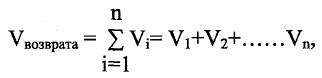 Vвозврата = n∑i=1 Vi= V1+V2+......Vn,